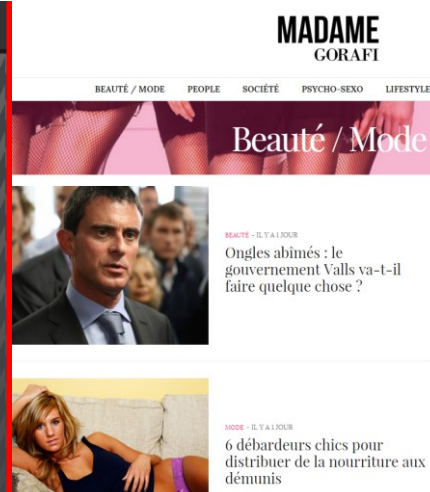 MADAME
GORAFI
BEAUTÉ / MODE PEOPLE SOCIÉTÉ PSYCHO-SEXO LIFESTYLE
Beauté / Mode
BEAUTÉ - IL Y A 1 JOUR
Ongles abîmés : le
gouvernement Valls va-t-il
faire quelque chose ?
MODE - IL Y A 1 JOUR
6 débardeurs chics pour
distribuer de la nourriture aux
démunis